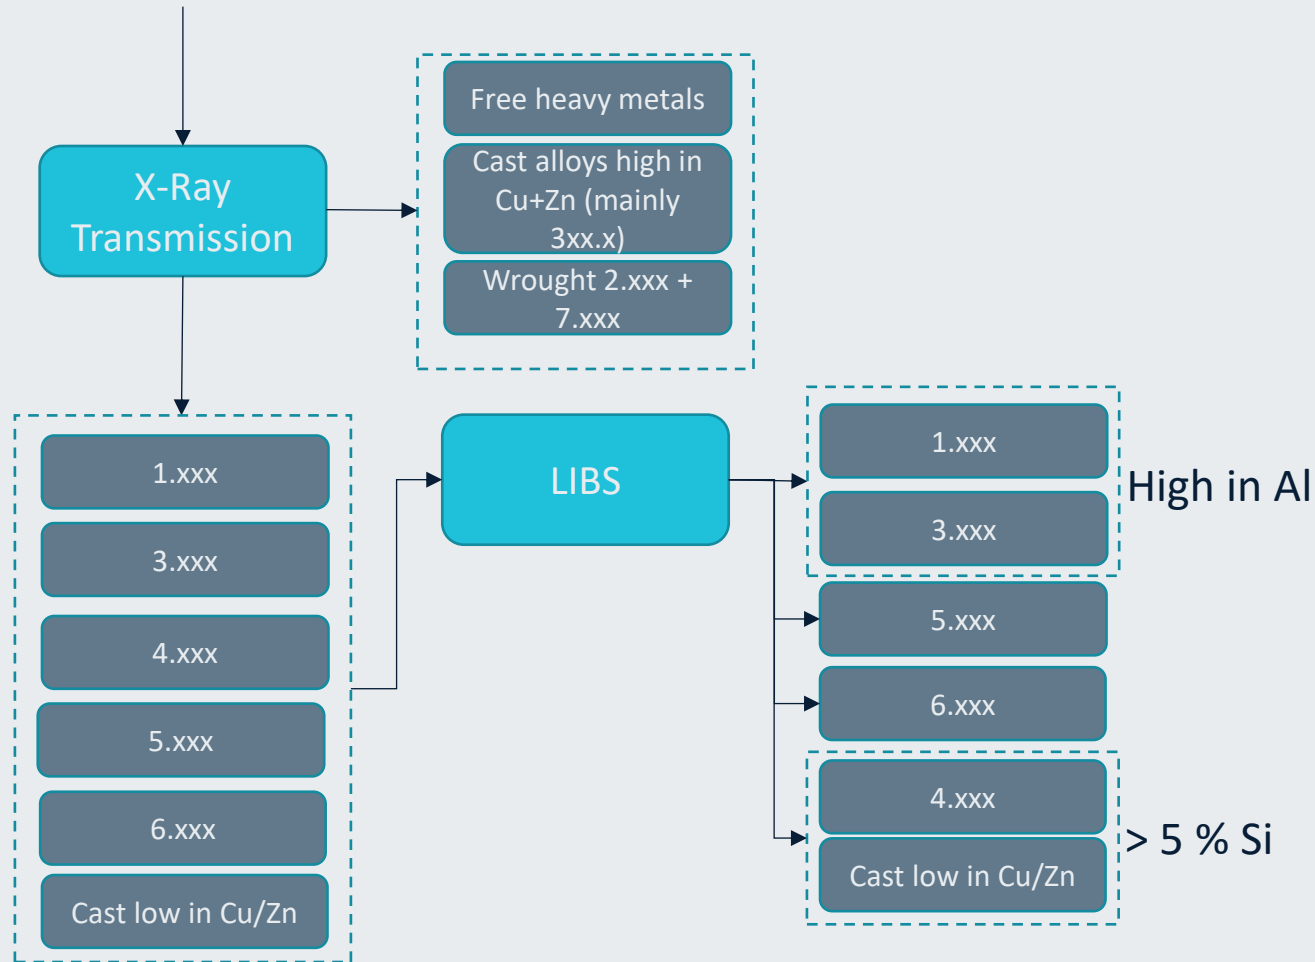 Free heavy metals
X-Ray
Transmission
Cast alloys high in
Cu+Zn (mainly
3xx.x)
Wrought 2.xxx +
7.xxx
1.xxx
3.xxx
4.xxx
5.xxx
6.xxx
Cast low in Cu/Zn
LIBS
1.xxx
3.xxx
High in Al
5.xxx
6.xxx
4.xxx
Cast low in Cu/Zn
> 5 % Si